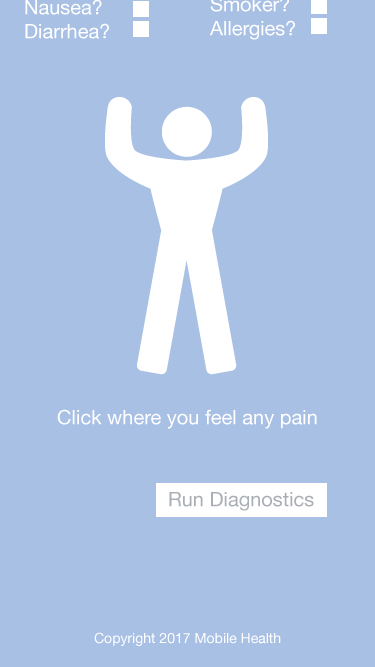 Nausea?
Smoker?
Diarrhea?
Allergies?
Click where you feel any pain
Run Diagnostics
Copyright 2017 Mobile Health